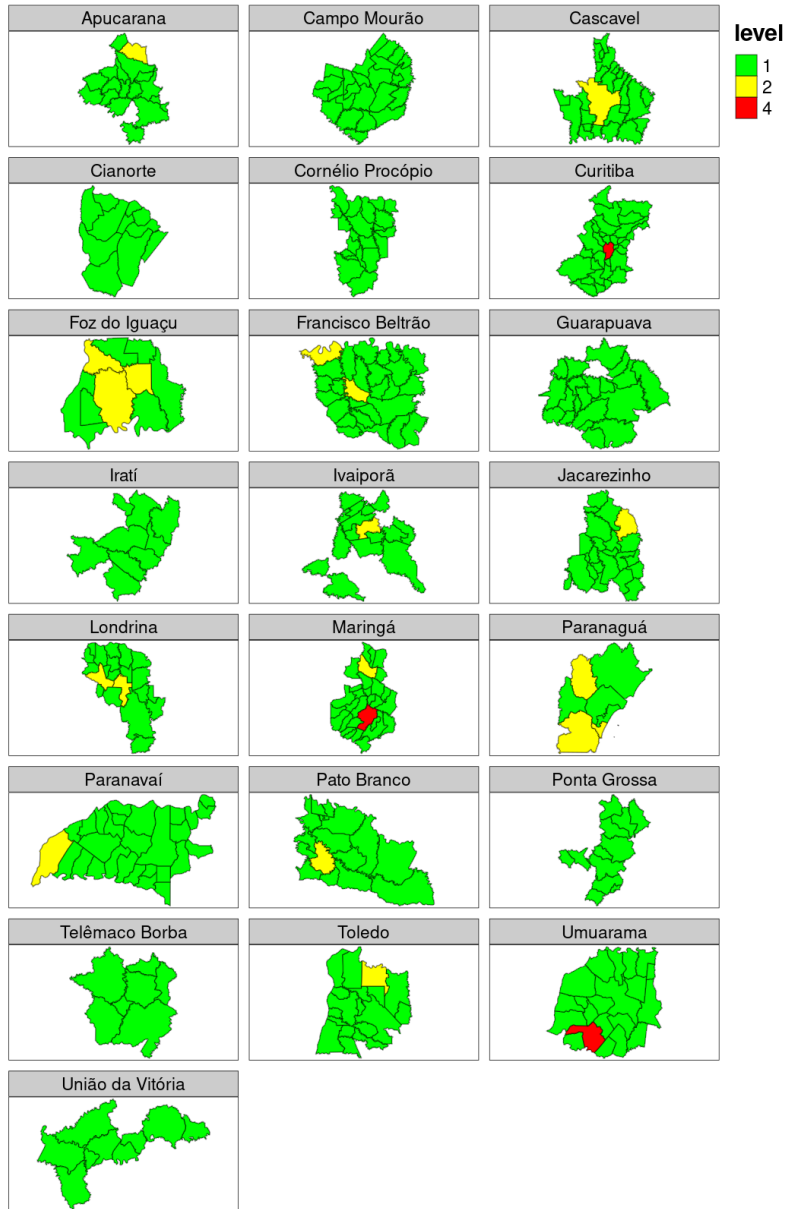 Apucarana
Campo Mourão
Cascavel
level
1
2
4
Cianorte
Cornélio Procópio
Curitiba
Foz do Iguaçu
Francisco Beltrão
Guarapuava
Iratí
Ivaiporã
Jacarezinho
Londrina
Maringá
Paranaguá
Paranavaí
Pato Branco
Ponta Grossa
Telêmaco Borba
Toledo
Umuarama
União da Vitória